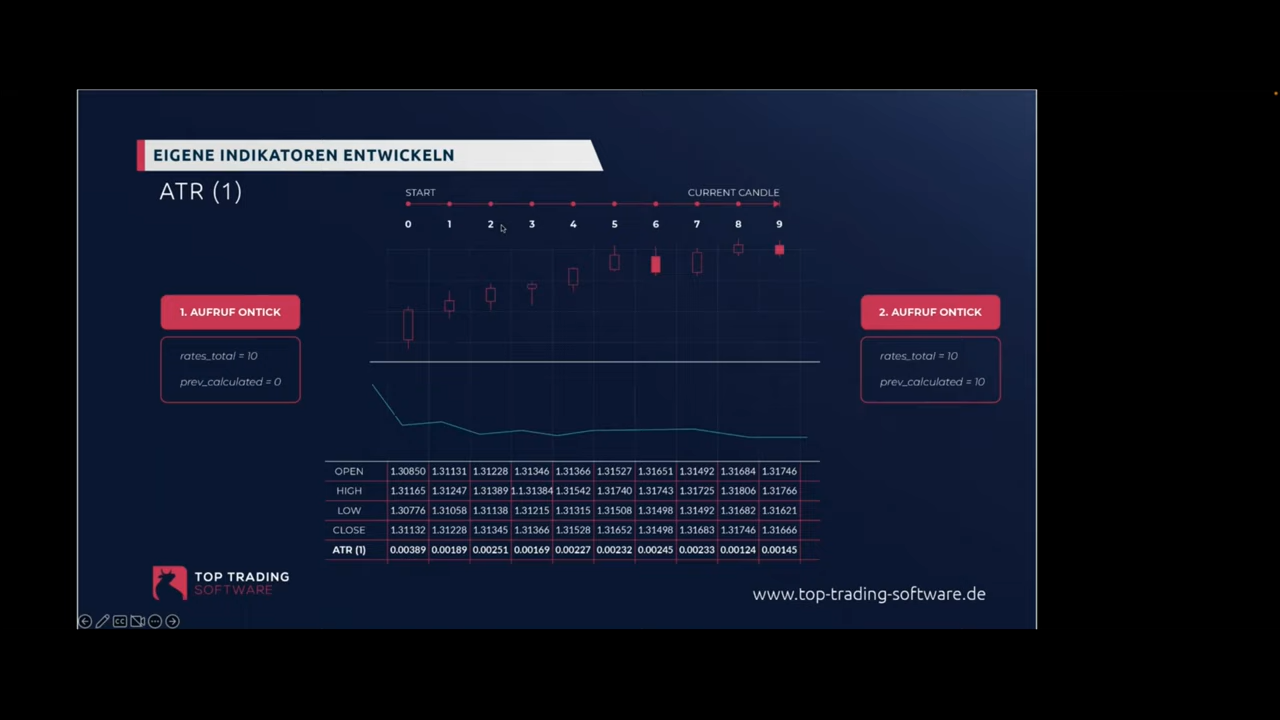 EIGENE INDIKATOREN ENTWICKELN
ATR (1)
START CURRENT CANDLE
0 1 2 3 4 5 6 7 8 9
1. AUFRUF ONTICK
rates_total = 10
prev_calculated = 0
2. AUFRUF ONTICK
rates_total = 10
prev_calculated = 10
OPEN 1.30850 1.31131 1.31228 1.31346 1.31366 1.31527 1.31651 1.31492 1.31684 1.31746
HIGH 1.31165 1.31247 1.31389 1.1.31384 1.31542 1.31740 1.31743 1.31725 1.31806 1.31766
LOW 1.30776 1.31058 1.31138 1.31215 1.31315 1.31508 1.31498 1.31492 1.31682 1.31621
CLOSE 1.31132 1.31228 1.31345 1.31366 1.31528 1.31652 1.31498 1.31683 1.31746 1.31666
ATR (1) 0.00389 0.00189 0.00251 0.00169 0.00227 0.00232 0.00245 0.00233 0.00124 0.00145
TOP TRADING
SOFTWARE
www.top-trading-software.de
CC